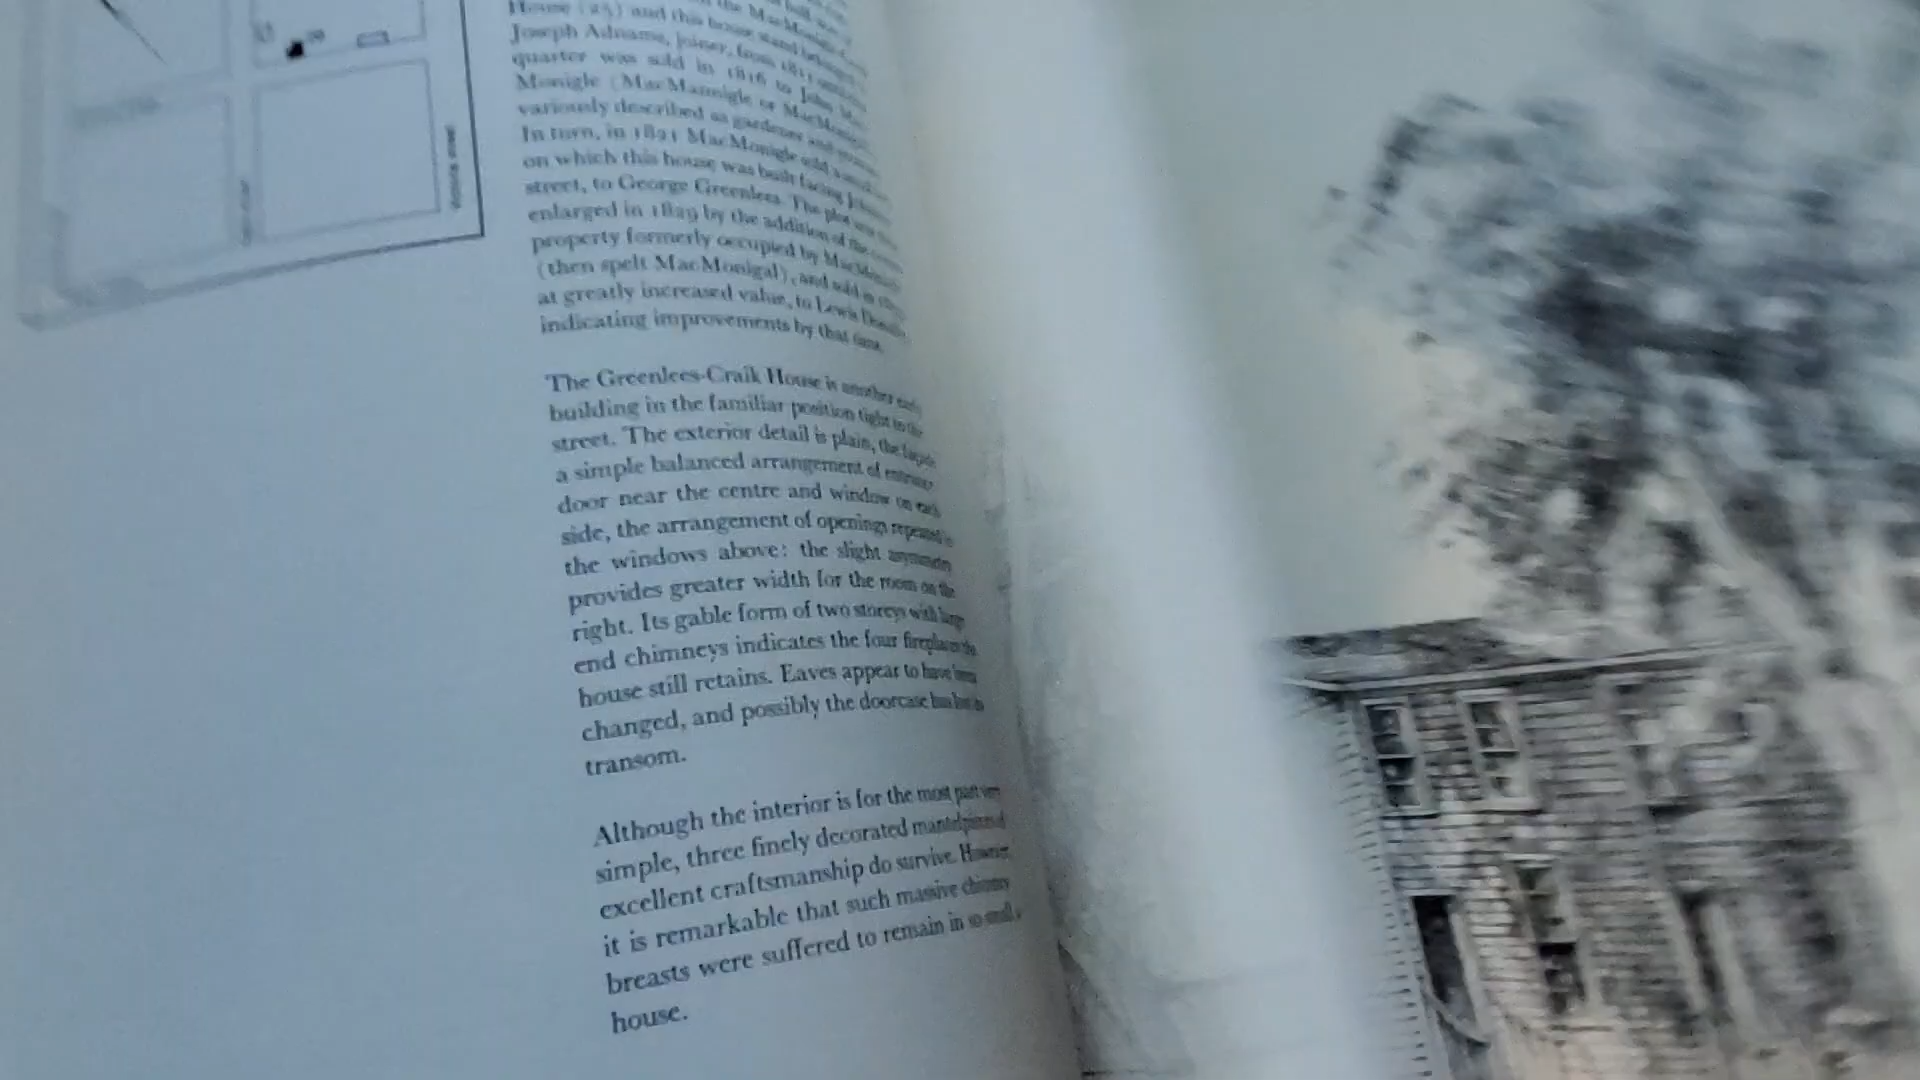 House (25) and this house stand
Joseph Adname, joiner, from
quarter was sold in 1816 to John
Monigle (MacMannigle or
variously described as gardener and
In turn, in 1821 MacMonigle sold
on which this house was built facing
street, to George Greenlees. The plot was
enlarged in 1829 by the addition of the
property formerly occupied by
(then spelt MacMonigal), and sold in
at greatly increased value, to Lewis
indicating improvements by that time.
The Greenlees-Craik House is another early
building in the familiar position tight to the
street. The exterior detail is plain, the façade
a simple balanced arrangement of entrance
door near the centre and window on each
side, the arrangement of openings repeated in
the windows above: the slight asymmetry
provides greater width for the room on the
right. Its gable form of two storeys with large
end chimneys indicates the four fireplaces the
house still retains. Eaves appear to have been
changed, and possibly the doorcase has lost its
transom.
Although the interior is for the most part very
simple, three finely decorated mantelpieces of
excellent craftsmanship do survive. However
it is remarkable that such massive chimney
breasts were suffered to remain in so small a
house.